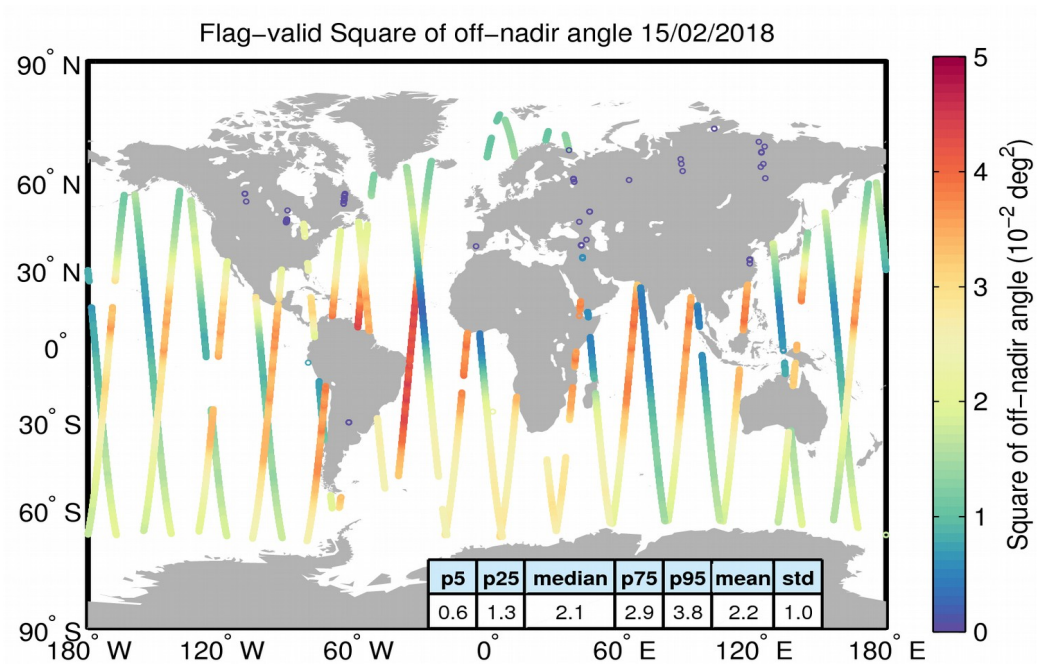 Flag−valid Square of off−nadir angle 15/02/2018
90° N
60° N
30° N
0°
30° S
60° S
90° S
180° W
120° W
60° W
0°
60° E
120° E
180° E
p5 p25 median p75 p95 mean std
0.6 1.3 2.1 2.9 3.8 2.2 1.0
5
4
3
2
1
0
Square of off−nadir angle (10⁻² deg²)